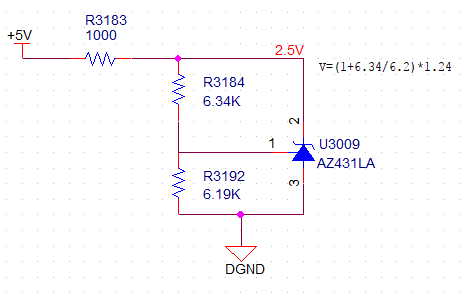 R3183
+5V
1000
2.5V
V=(1+6.34/6.2)*1.24
R3184
6.34K
2
1
U3009
AZ431LA
R3192
3
6.19K
DGND